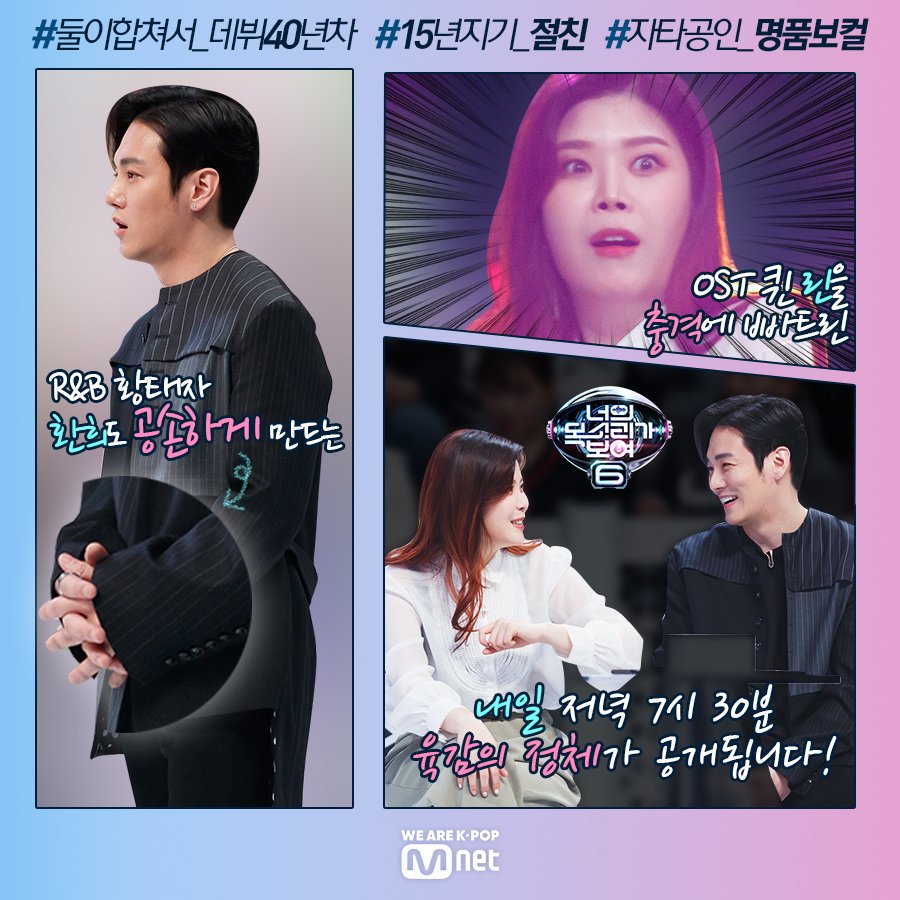 #둘이합쳐서_데뷔40년차 #15년지기_절친 #자타공인_명품보컬
R&B 황태자
환희도 공손하게 만드는
OST 퀸 린을
충격에 빠트린
너의
목소리가
보여
6
내일 저녁 7시 30분
육감의 정체가 공개됩니다!
WE ARE K-POP
Mnet